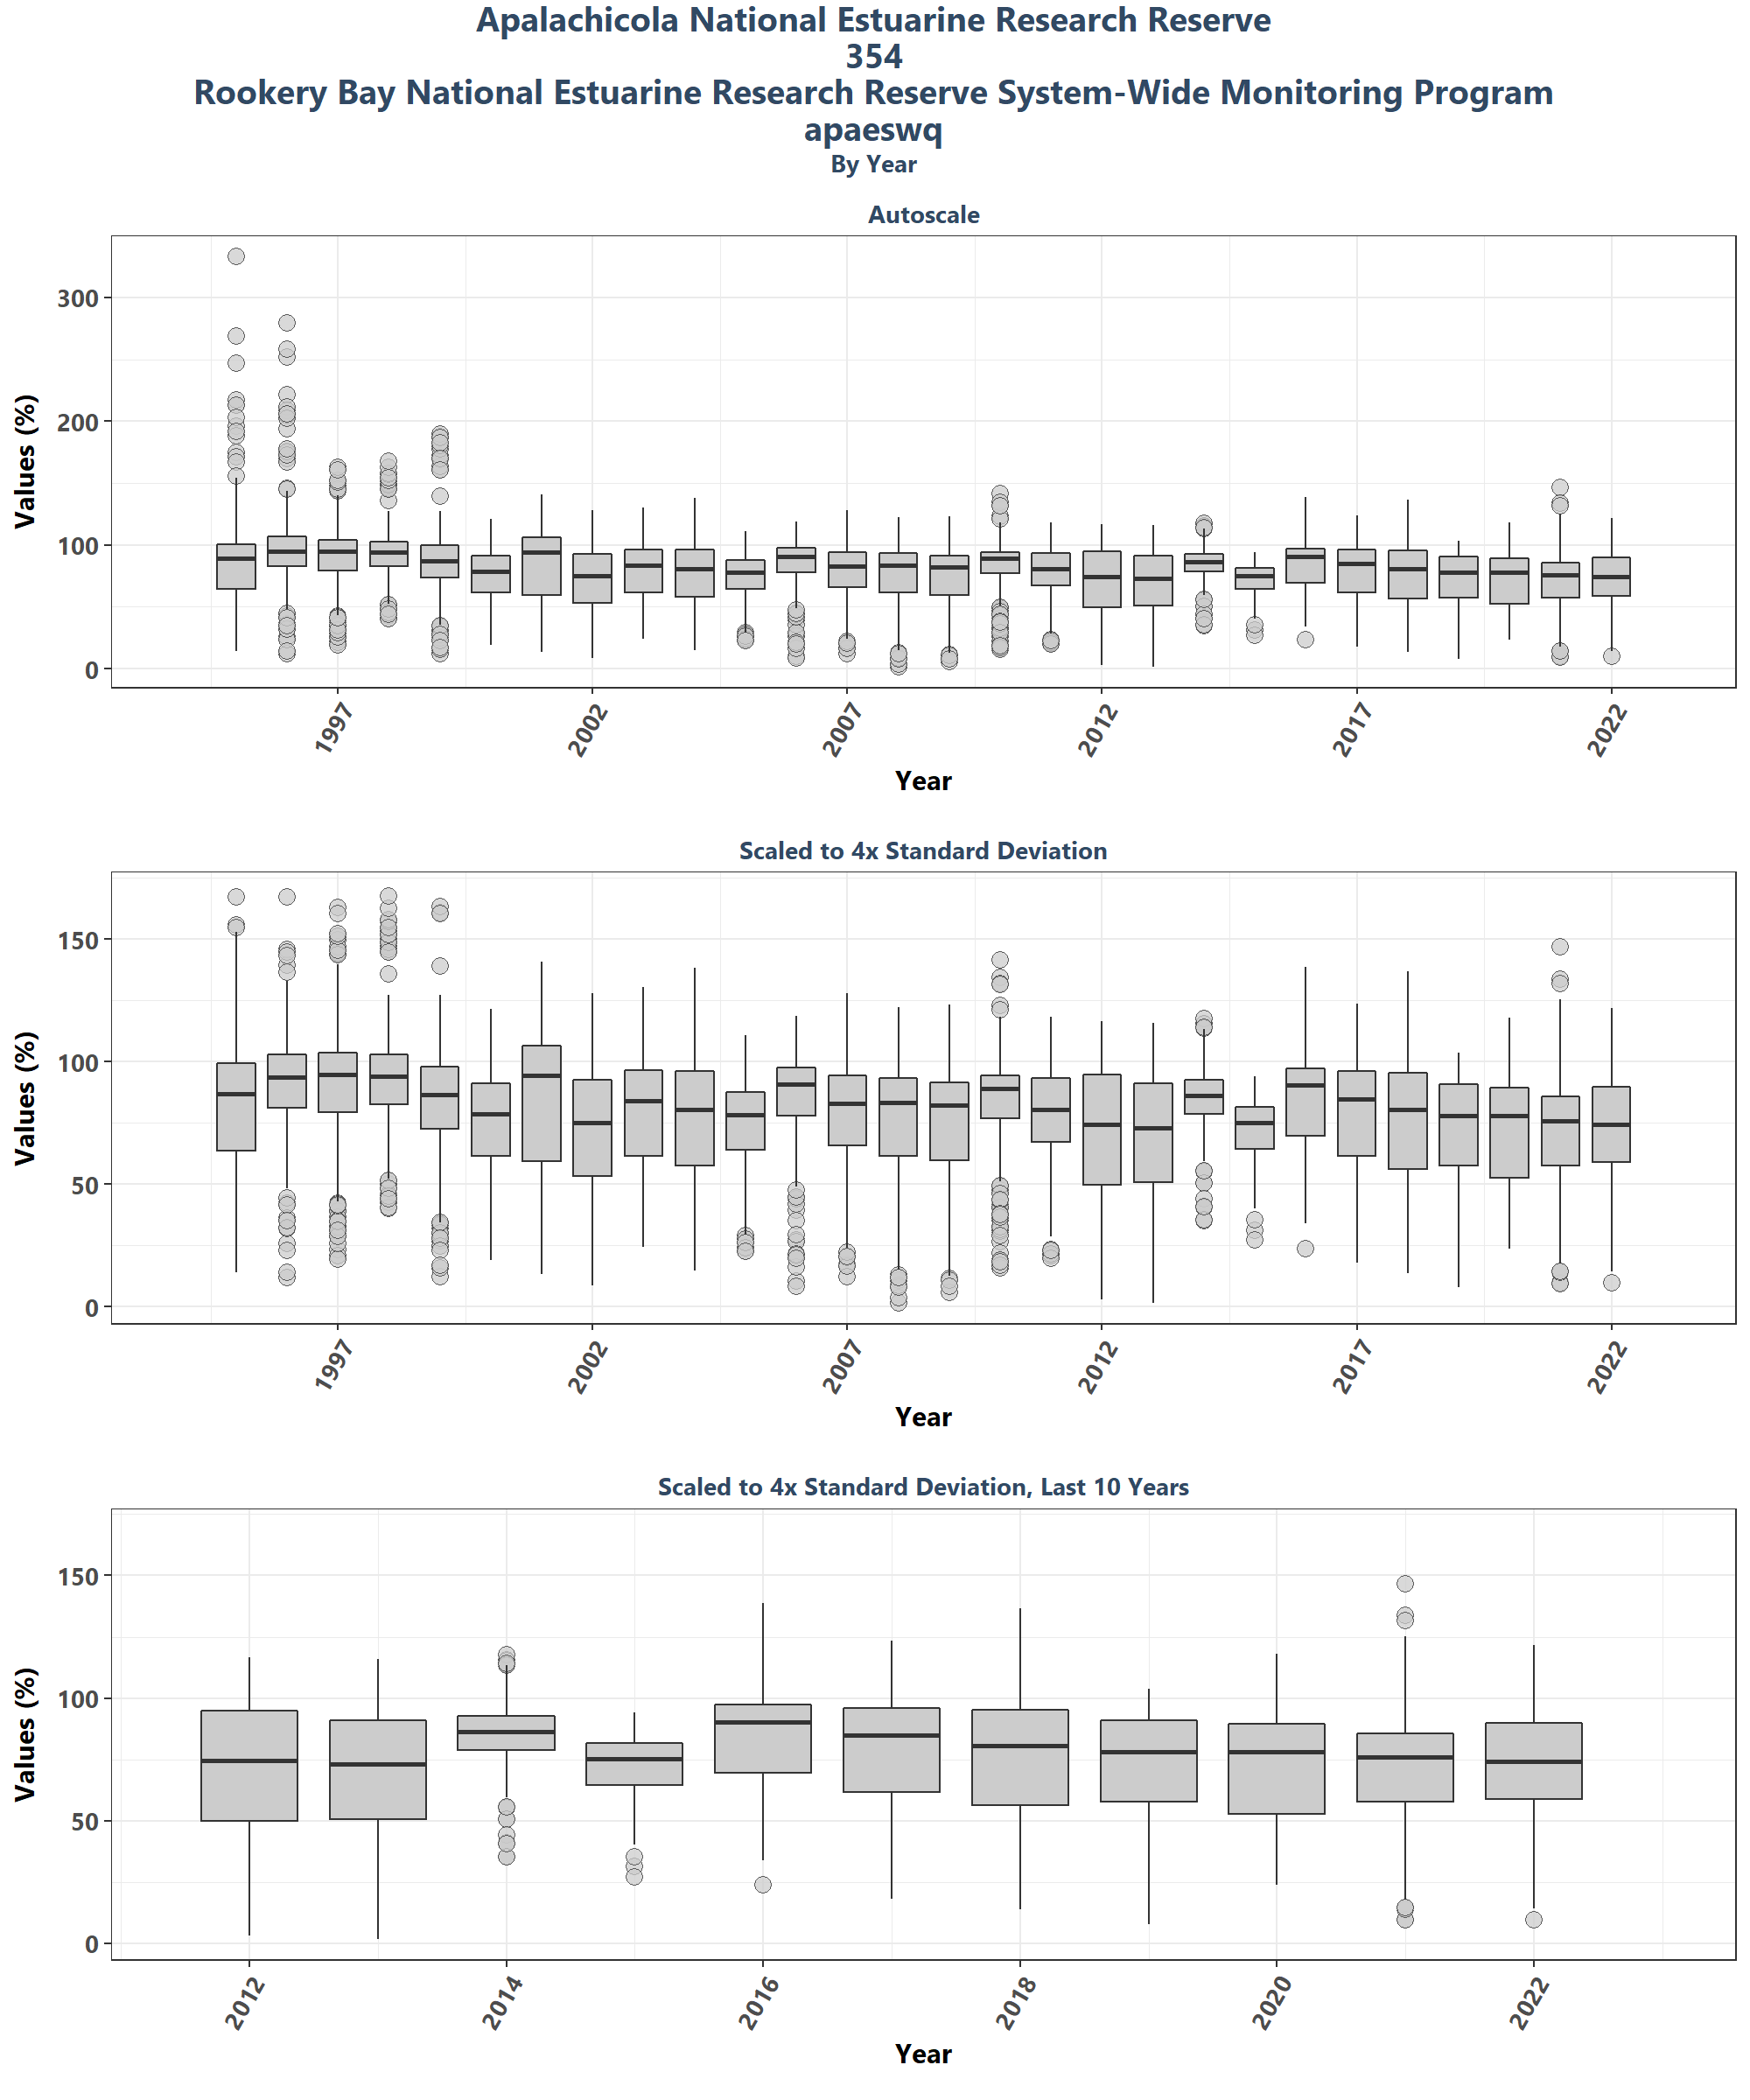 Apalachicola National Estuarine Research Reserve
354
Rookery Bay National Estuarine Research Reserve System-Wide Monitoring Program
apaeswq
By Year
Autoscale
Values (%)
300
200
100
0
1997
2002
2007
2012
2017
2022
Year
Scaled to 4x Standard Deviation
Values (%)
150
100
50
0
1997
2002
2007
2012
2017
2022
Year
Scaled to 4x Standard Deviation, Last 10 Years
Values (%)
150
100
50
0
2012
2014
2016
2018
2020
2022
Year